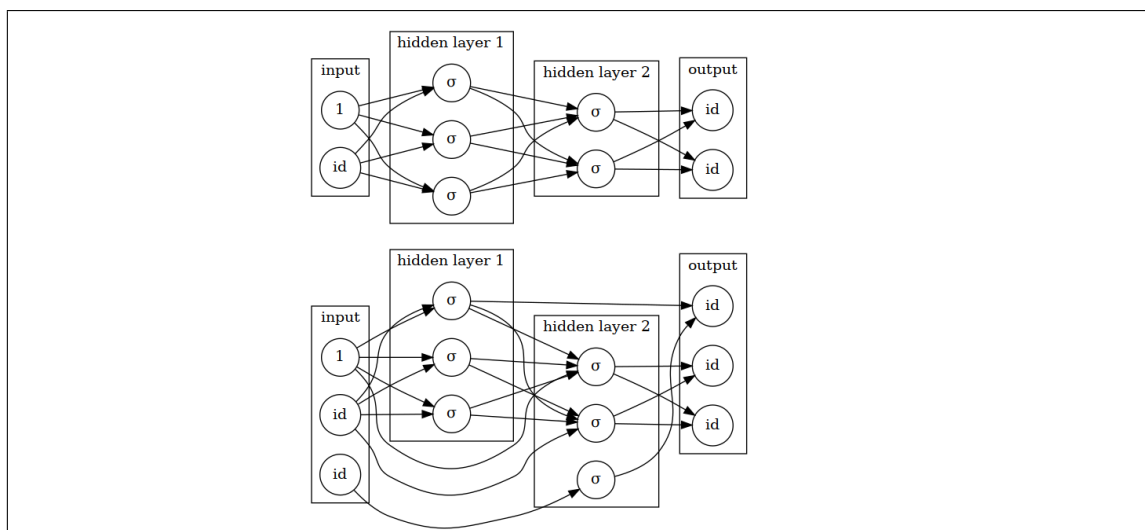 input
1
id
hidden layer 1
σ
σ
σ
hidden layer 2
σ
σ
output
id
id
input
1
id
id
hidden layer 1
σ
σ
σ
hidden layer 2
σ
σ
σ
output
id
id
id